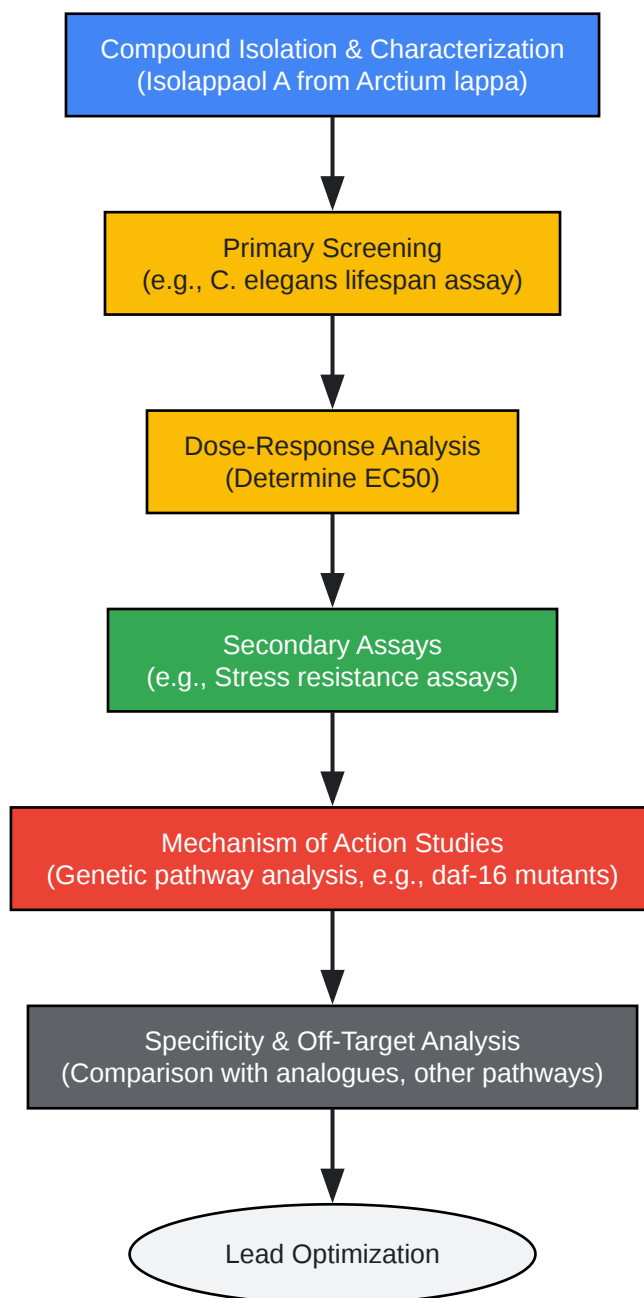 Compound Isolation & Characterization
(Isolappaol A from Arctium lappa)
Primary Screening
(e.g., C. elegans lifespan assay)
Dose-Response Analysis
(Determine EC50)
Secondary Assays
(e.g., Stress resistance assays)
Mechanism of Action Studies
(Genetic pathway analysis, e.g., daf-16 mutants)
Specificity & Off-Target Analysis
(Comparison with analogues, other pathways)
Lead Optimization